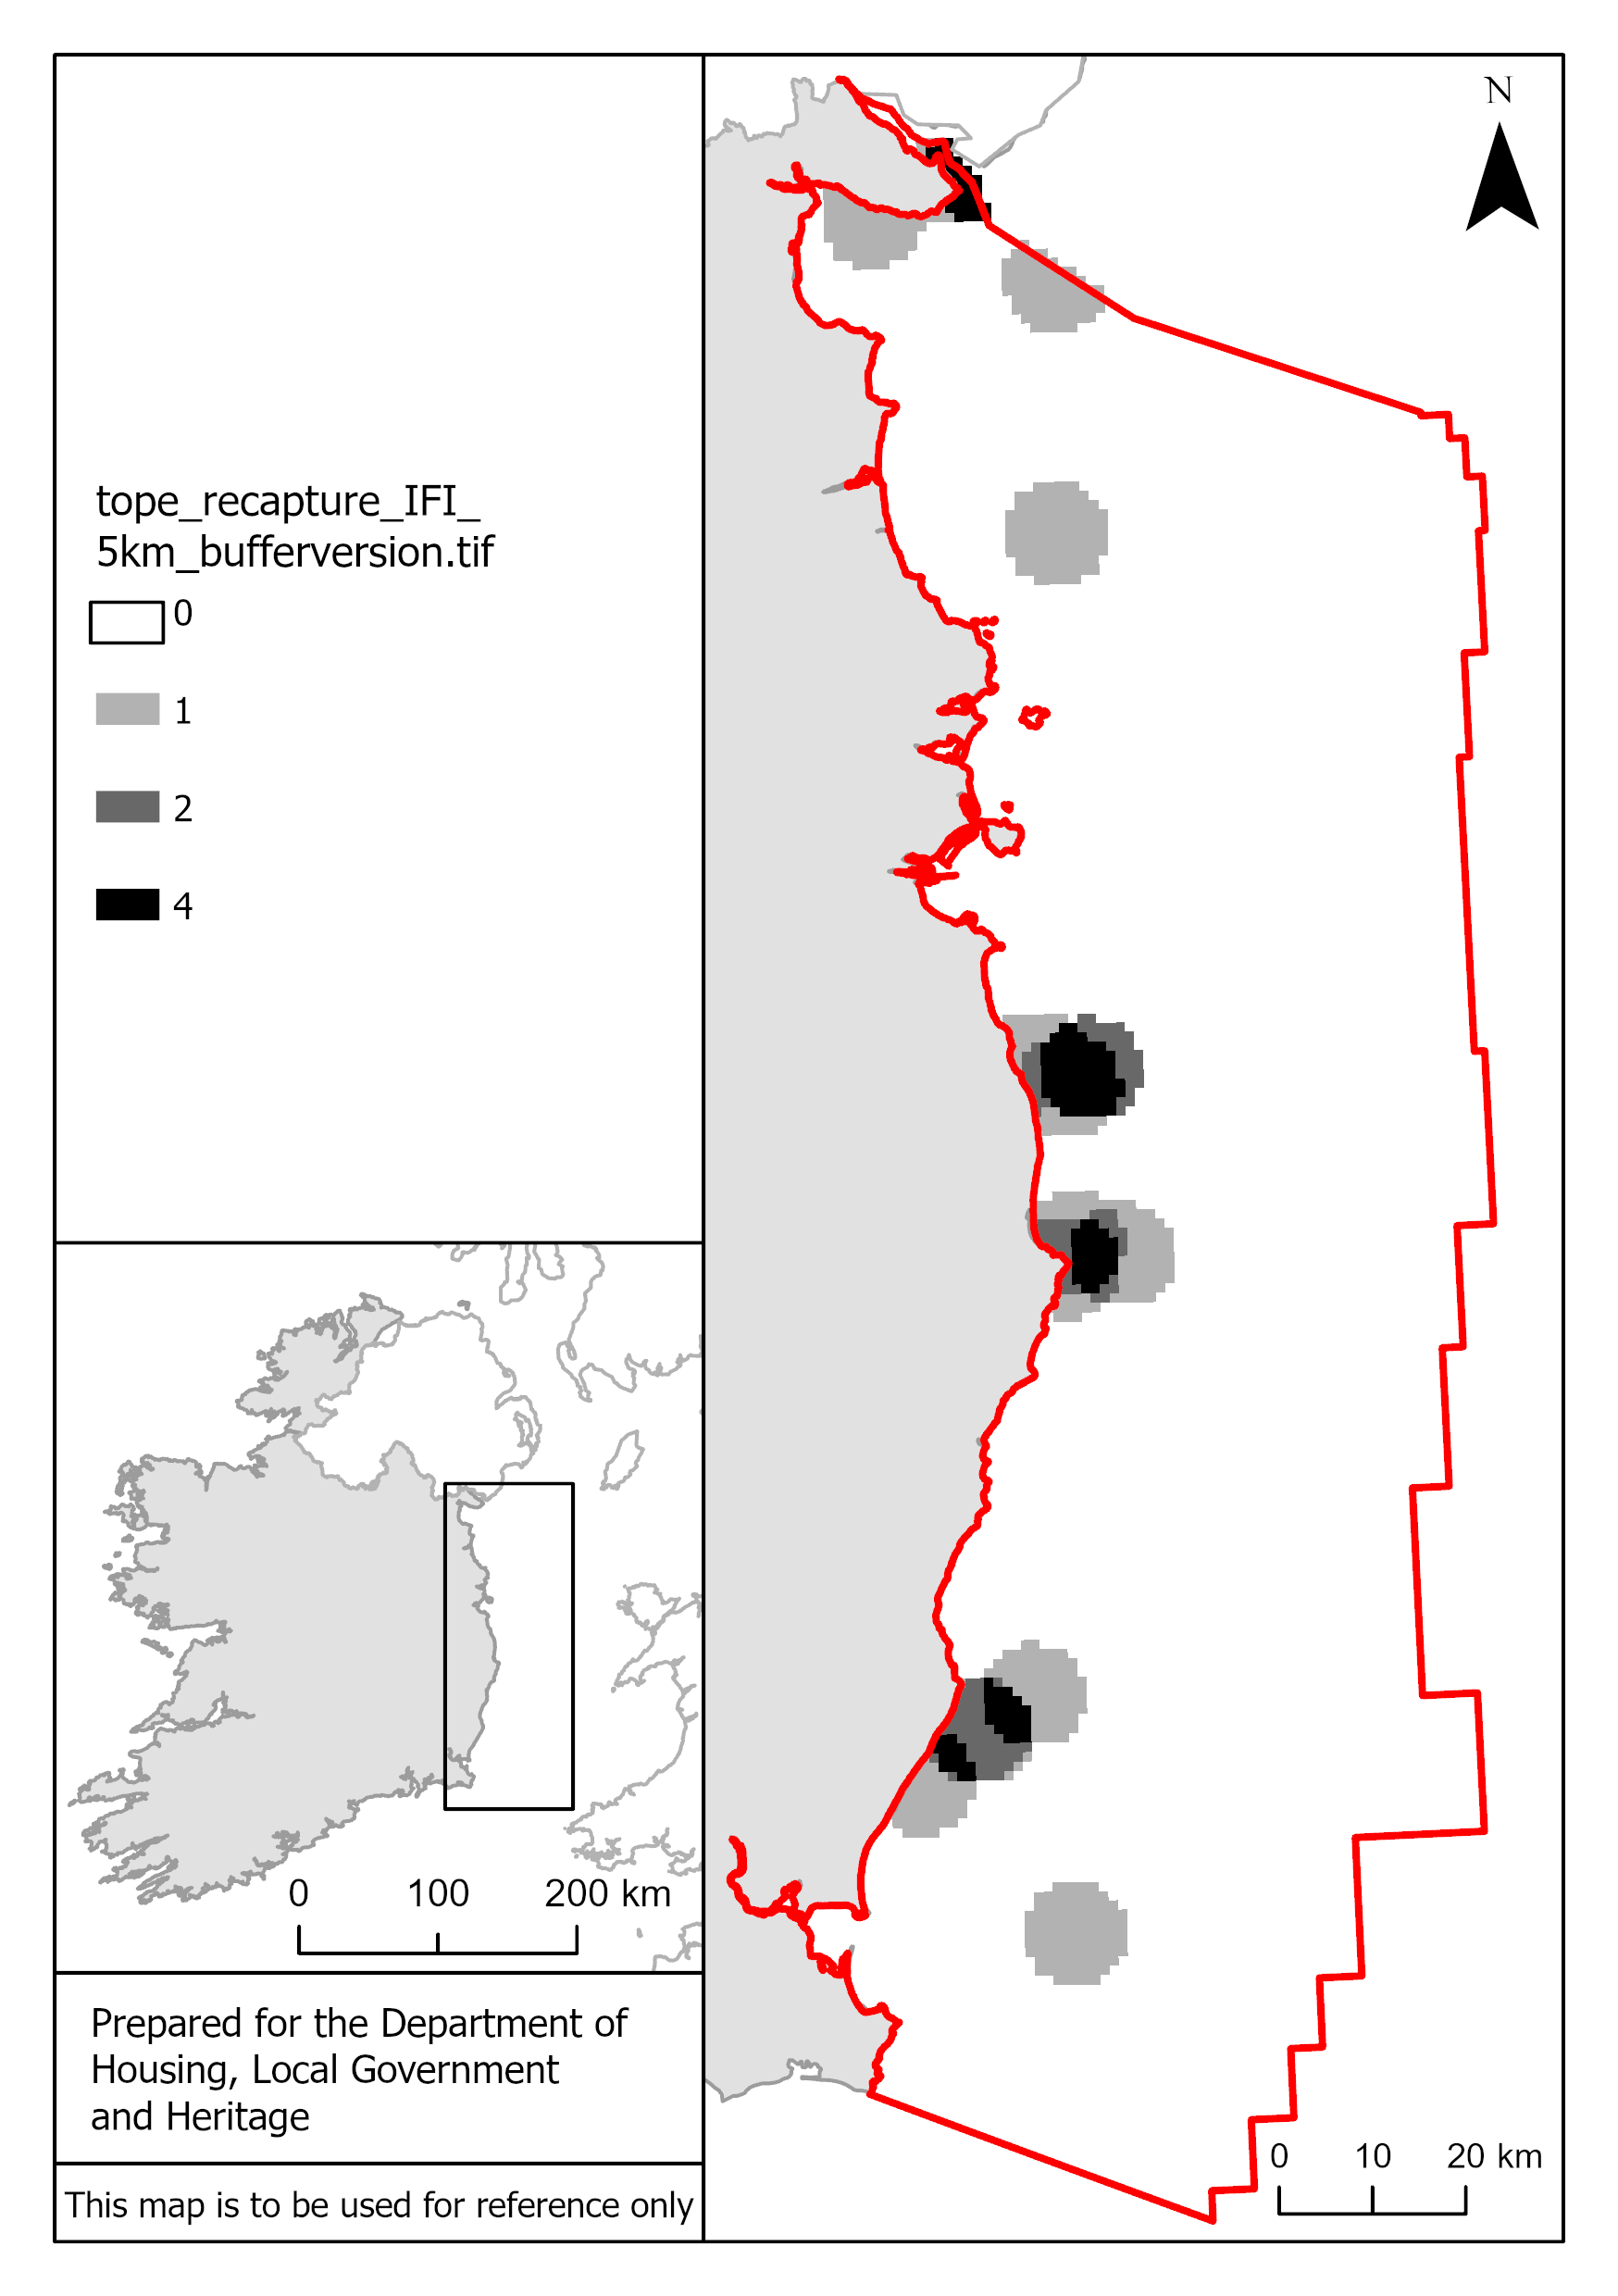 N
tope_recapture_IFI_
5km_bufferversion.tif
0
1
2
4
0 100 200 km
Prepared for the Department of
Housing, Local Government
and Heritage
This map is to be used for reference only
0 10 20 km